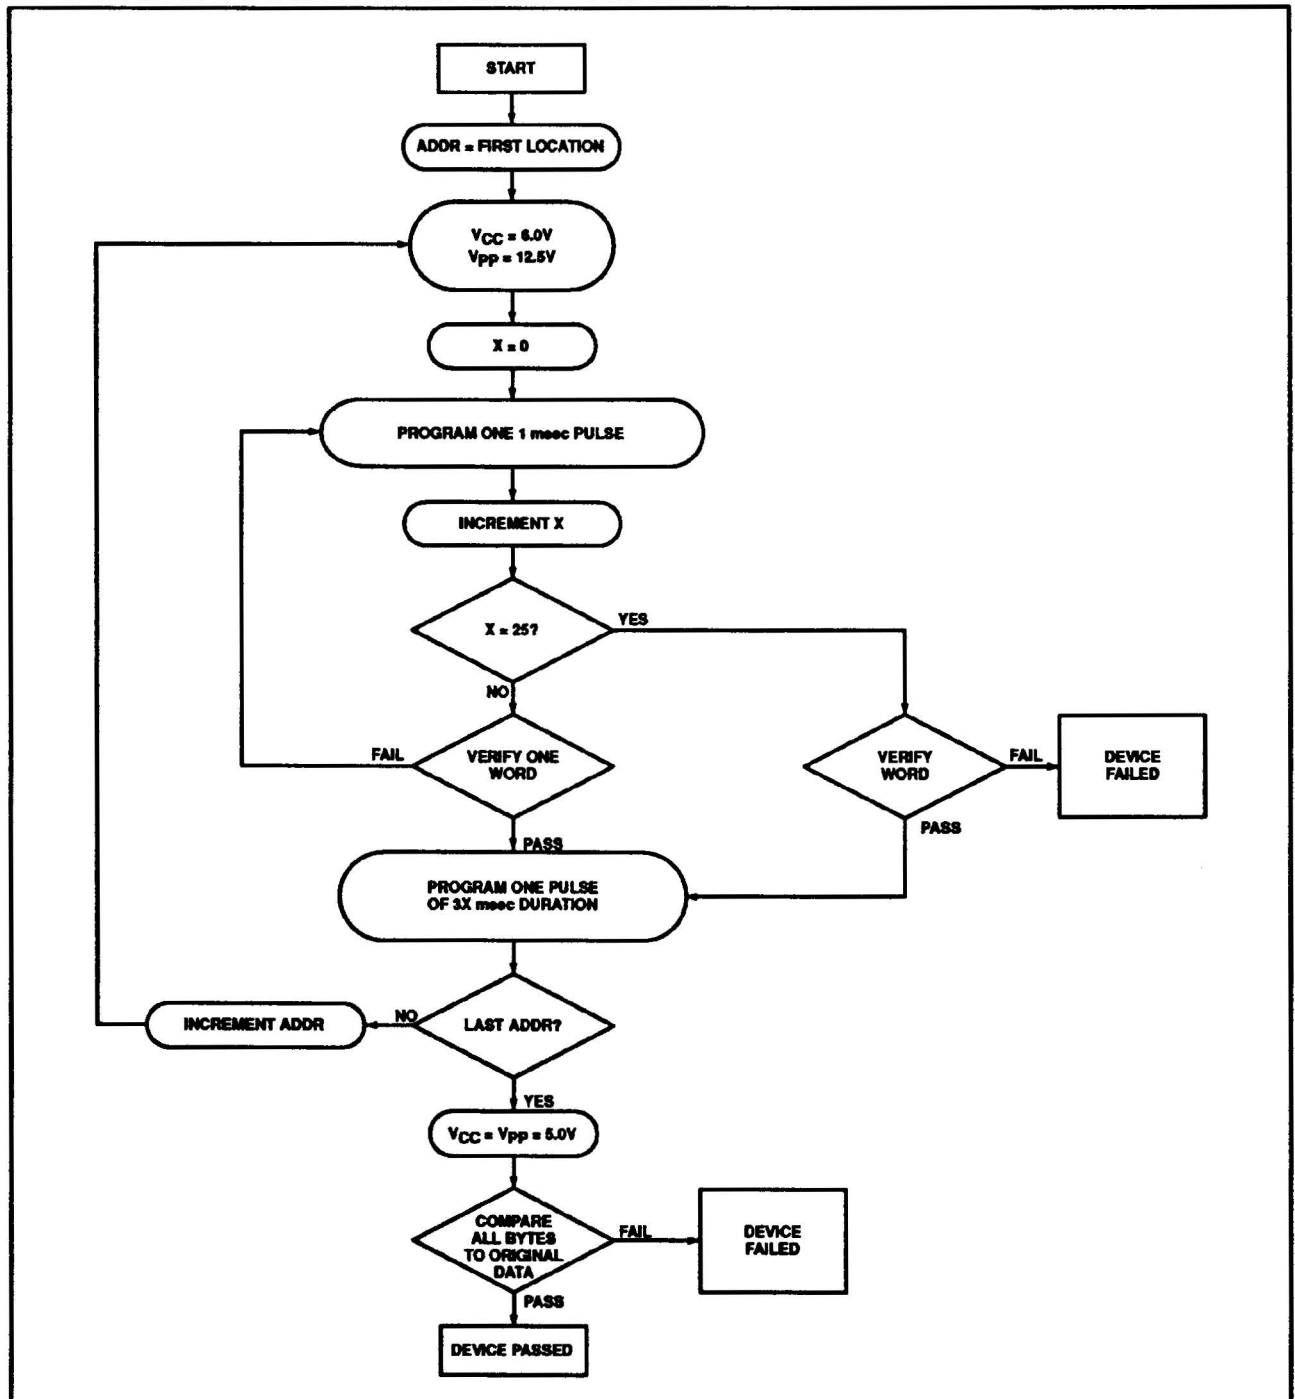 START
ADDR = FIRST LOCATION
VCC = 6.0V
VPP = 12.5V
X = 0
PROGRAM ONE 1 msec PULSE
INCREMENT X
X = 25?
YES
NO
FAIL
VERIFY ONE
WORD
VERIFY
WORD
FAIL
DEVICE
FAILED
PASS
PASS
PROGRAM ONE PULSE
OF 3X msec DURATION
INCREMENT ADDR
NO
LAST ADDR?
YES
VCC = VPP = 5.0V
COMPARE
ALL BYTES
TO ORIGINAL
DATA
FAIL
DEVICE
FAILED
PASS
DEVICE PASSED